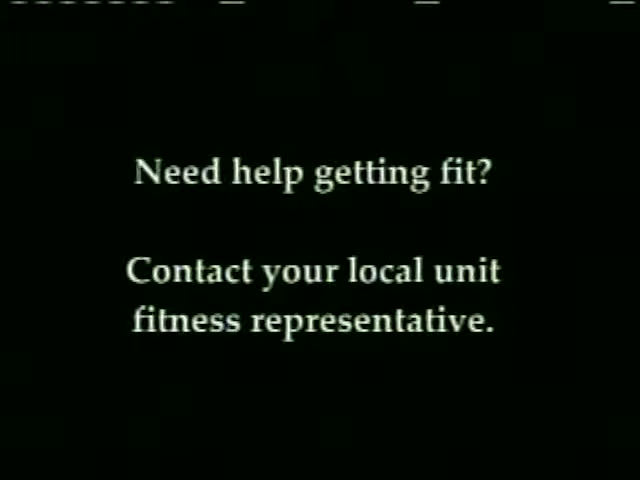 Need help getting fit?
Contact your local unit
fitness representative.